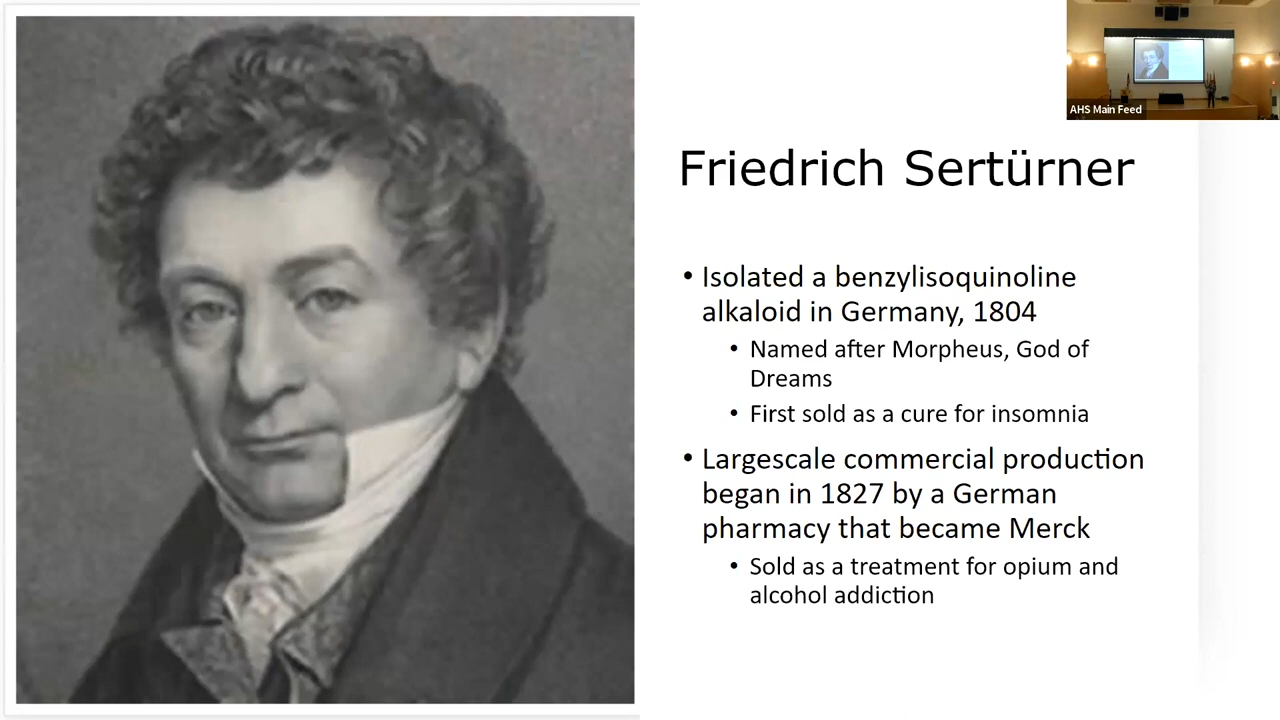 AHS Main Feed
Friedrich Sertürner
• Isolated a benzylisoquinoline
alkaloid in Germany, 1804
• Named after Morpheus, God of
Dreams
• First sold as a cure for insomnia
• Largescale commercial production
began in 1827 by a German
pharmacy that became Merck
• Sold as a treatment for opium and
alcohol addiction